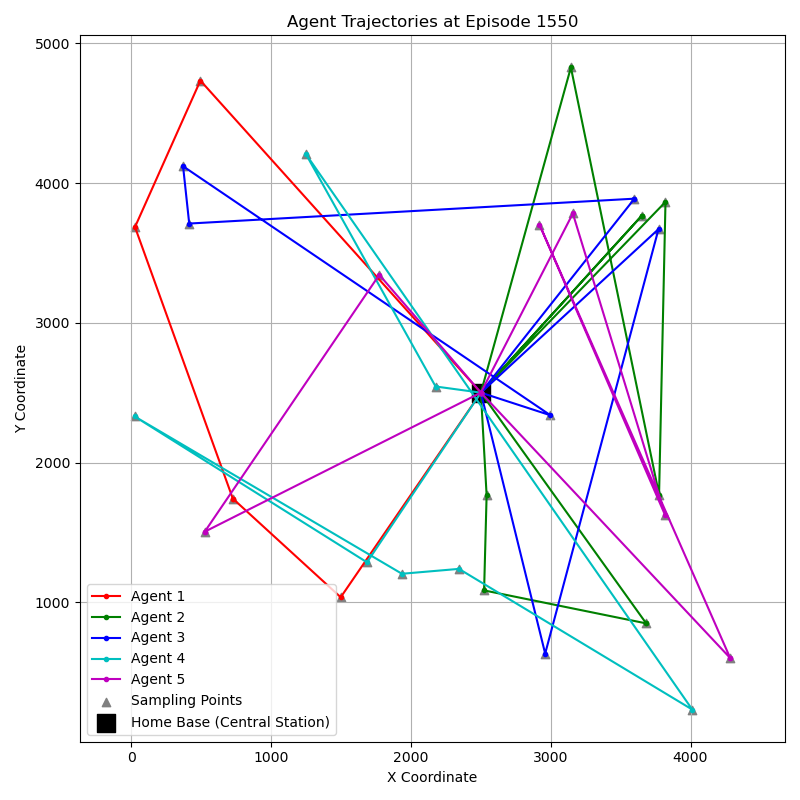 Agent Trajectories at Episode 1550
5000
4000
3000
2000
1000
Y Coordinate
Agent 1
Agent 2
Agent 3
Agent 4
Agent 5
Sampling Points
Home Base (Central Station)
0 1000 2000 3000 4000
X Coordinate